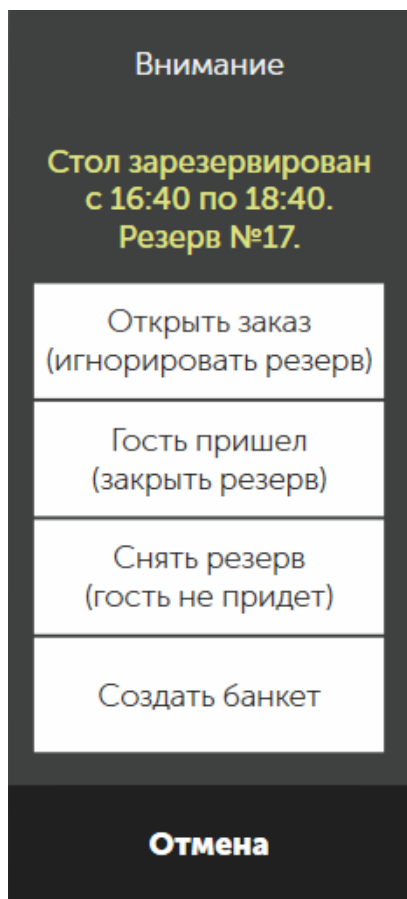 Внимание
Стол зарезервирован
с 16:40 по 18:40.
Резерв №17.
Открыть заказ
(игнорировать резерв)
Гость пришел
(закрыть резерв)
Снять резерв
(гость не придет)
Создать банкет
Отмена